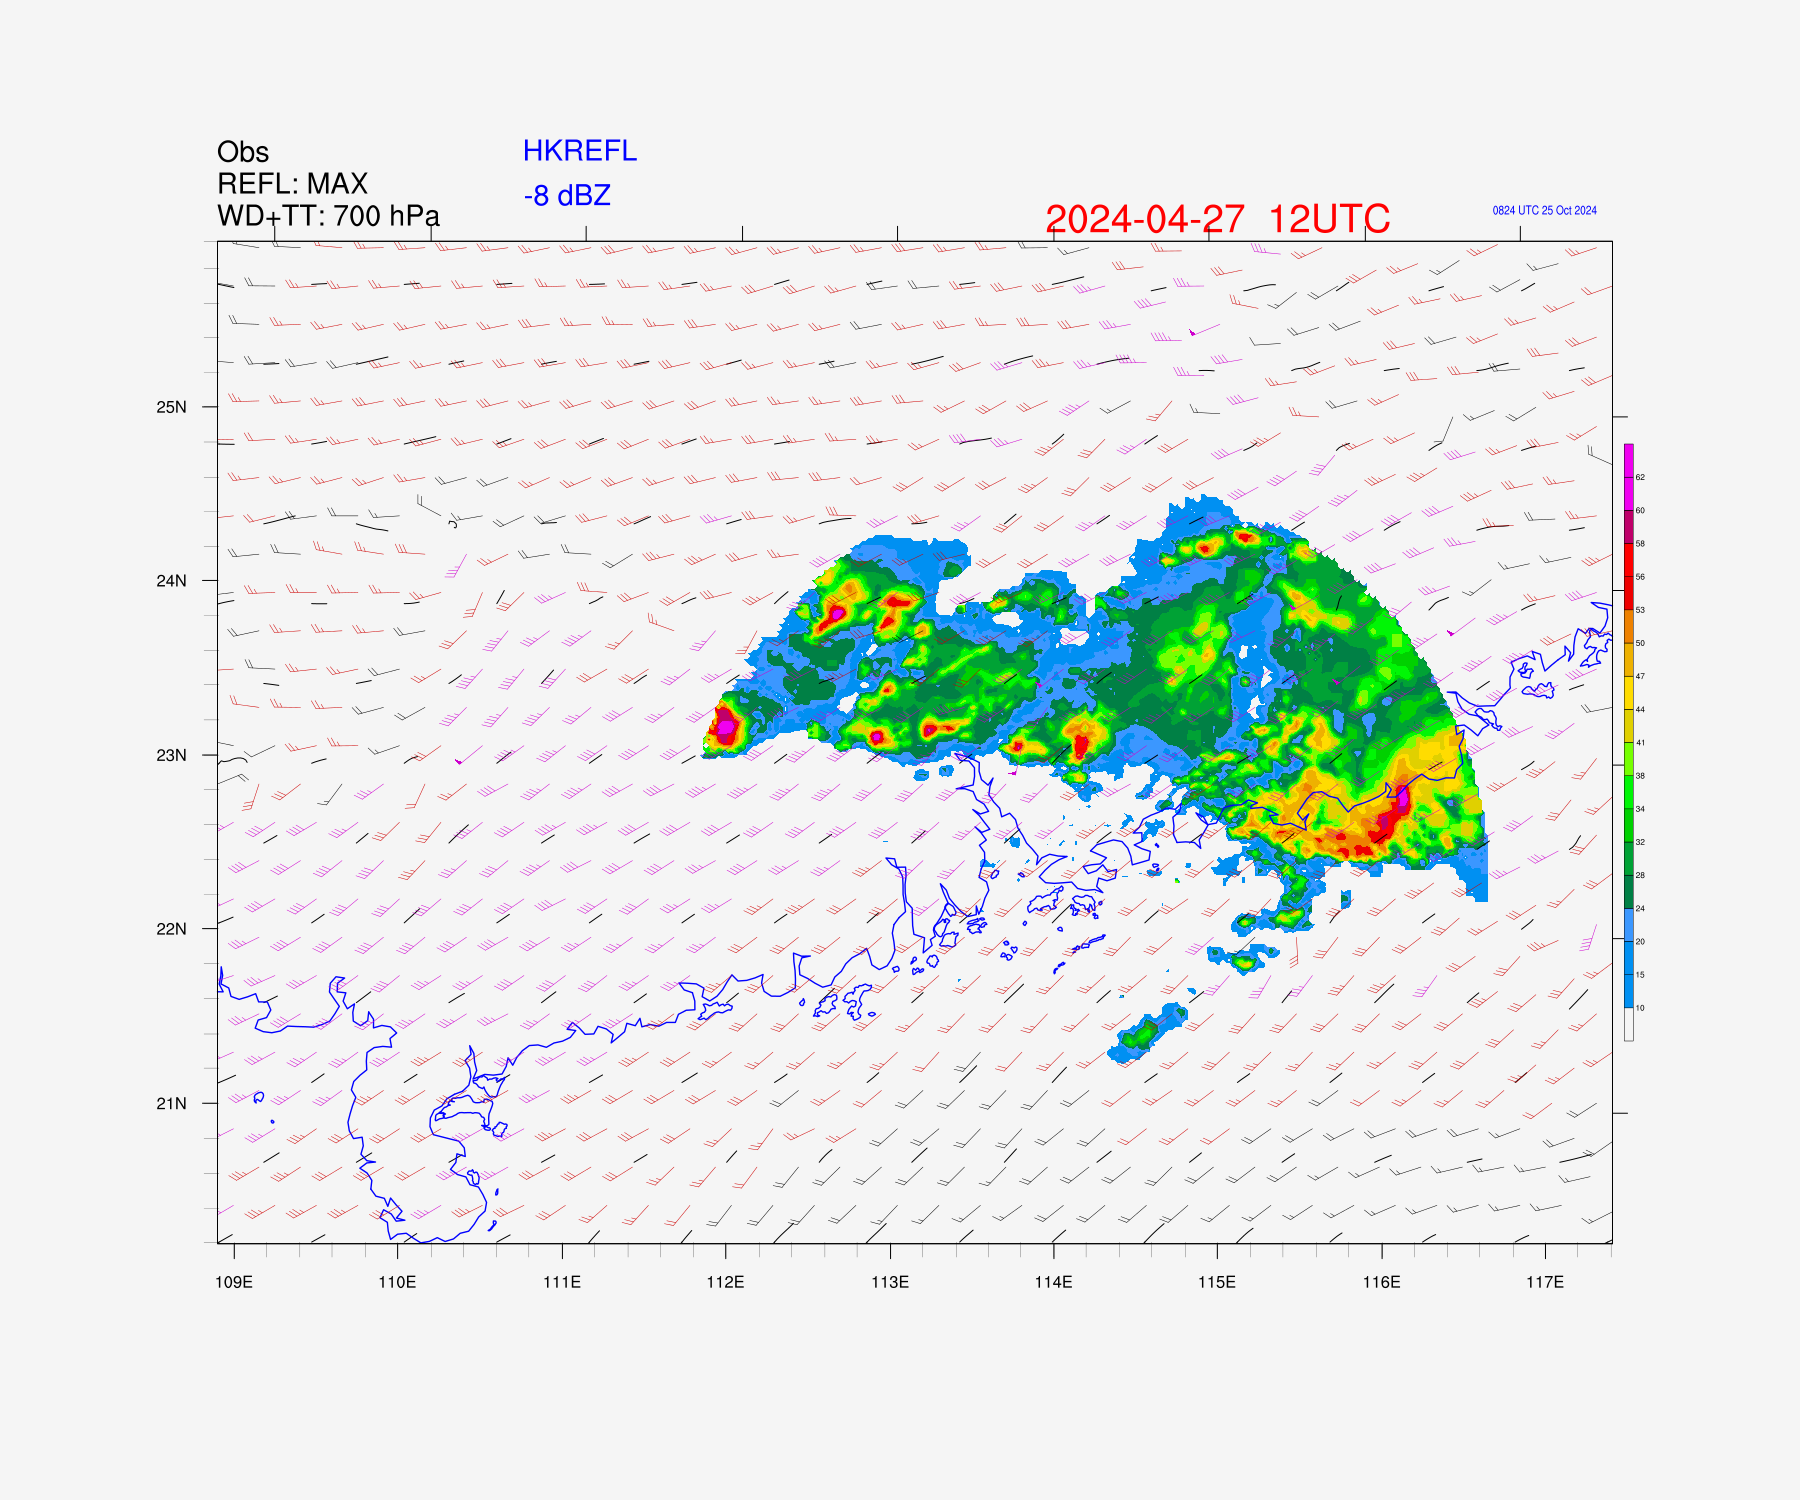 Obs
HKREFL
REFL: MAX
-8 dBZ
WD+TT: 700 hPa
2024-04-27 12UTC
0824 UTC 25 Oct 2024
25N
24N
23N
22N
21N
62
60
58
56
53
50
47
44
41
38
34
32
28
24
20
15
10
109E 110E 111E 112E 113E 114E 115E 116E 117E